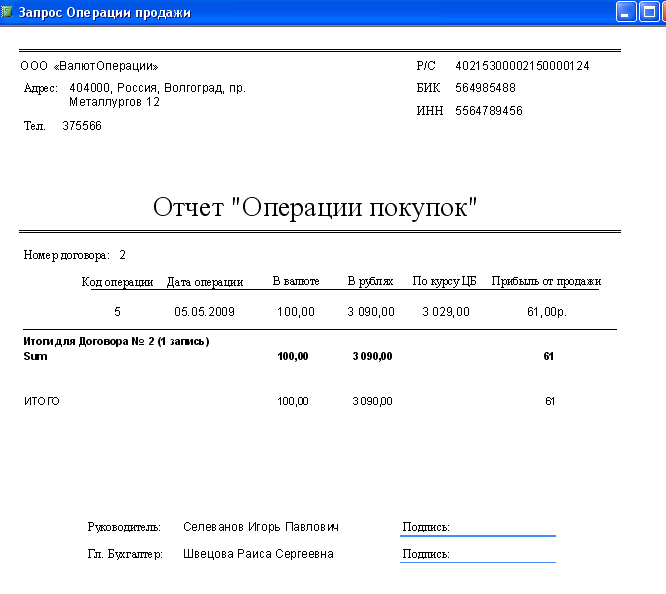 Запрос Операции продажи
ООО «ВалютОперации» Р/С 40215300002150000124
Адрес: 404000, Россия, Волгоград, пр. БИК 564985488
Металлургов 12
ИНН 5564789456
Тел. 375566
Отчет "Операции покупок"
Номер договора: 2
Код операции Дата операции В валюте В рублях По курсу ЦБ Прибыль от продажи
5 05.05.2009 100,00 3 090,00 3 029,00 61,00р.
Итоги для Договора № 2 (1 запись)
Sum 100,00 3 090,00 61
ИТОГО 100,00 3 090,00 61
Руководитель: Селеванов Игорь Павлович Подпись:
Гл. Бухгалтер: Швецова Раиса Сергеевна Подпись: